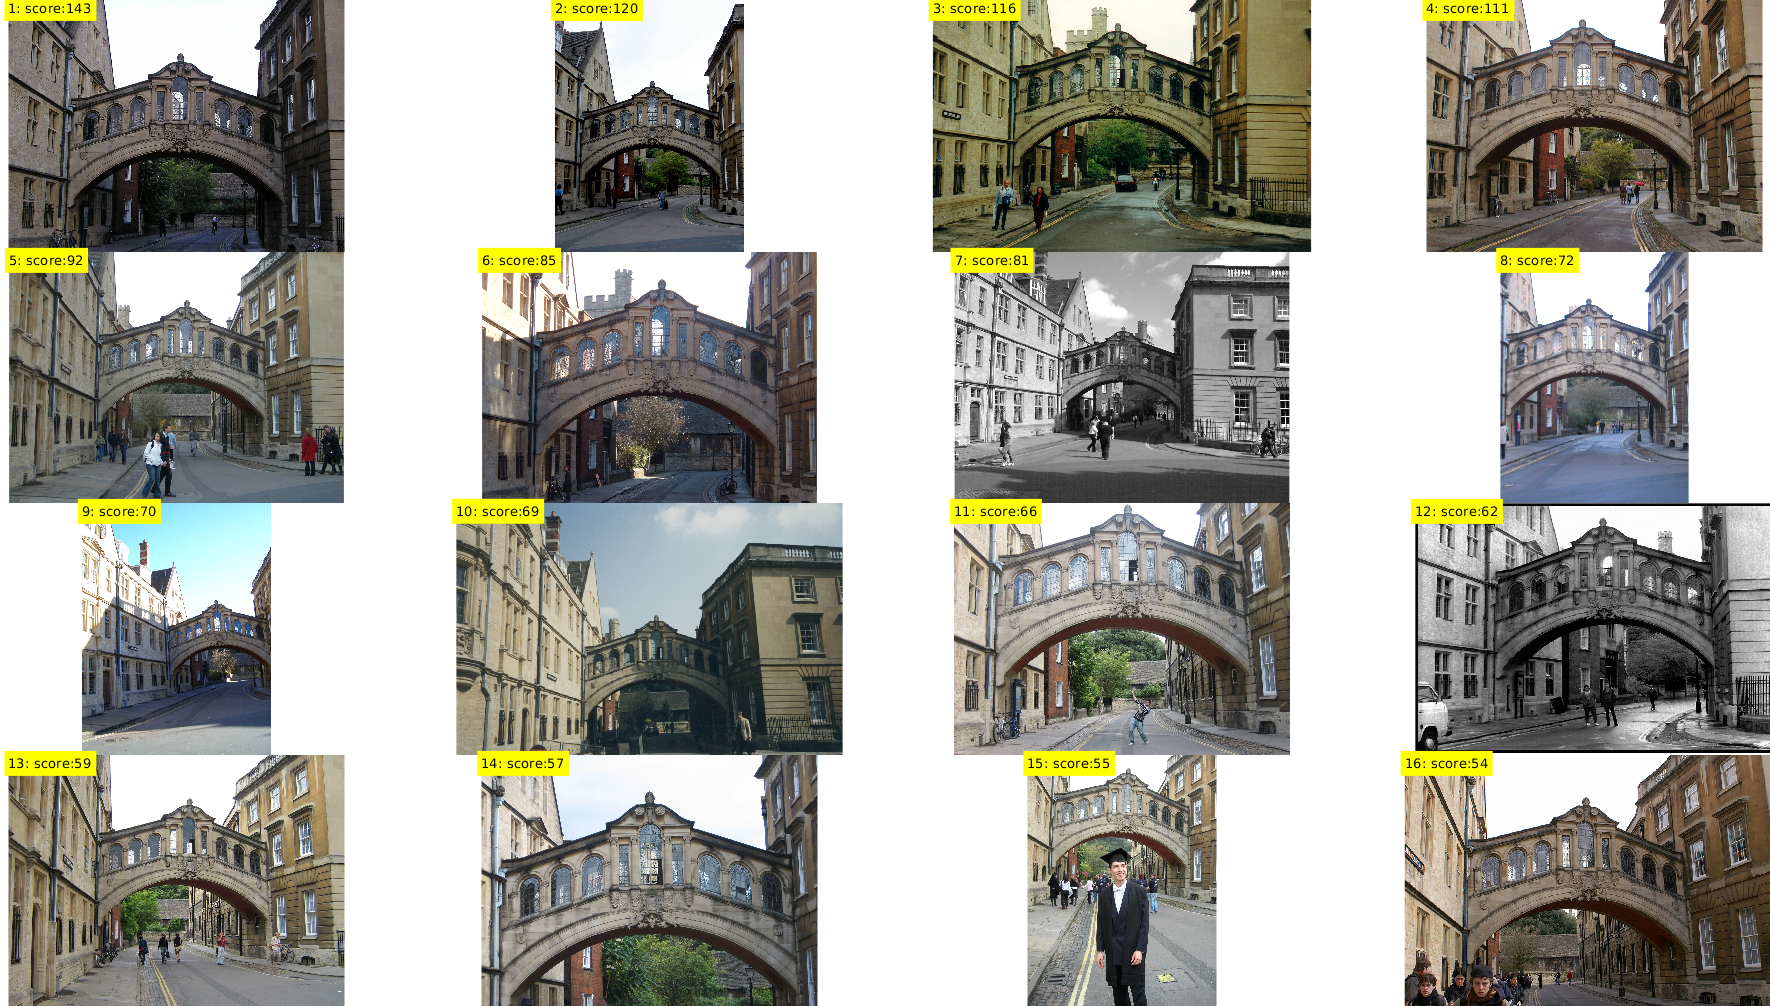 1: score:143
2: score:120
3: score:116
4: score:111
5: score:92
6: score:85
7: score:81
8: score:72
9: score:70
10: score:69
11: score:66
12: score:62
13: score:59
14: score:57
15: score:55
16: score:54